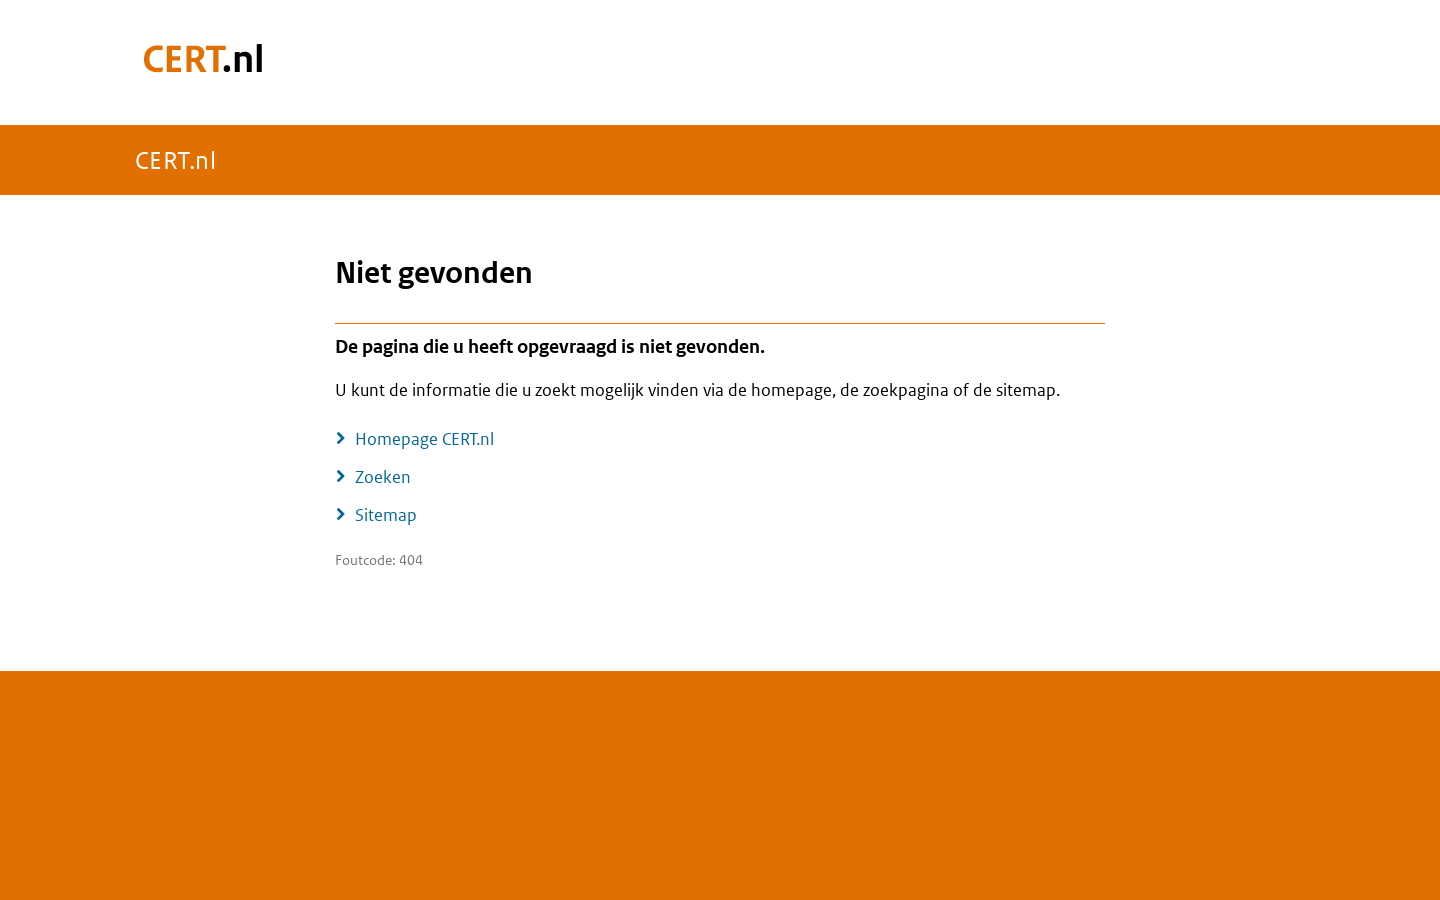 CERT.nl
CERT.nl
Niet gevonden
De pagina die u heeft opgevraagd is niet gevonden.
U kunt de informatie die u zoekt mogelijk vinden via de homepage, de zoekpagina of de sitemap.
Homepage CERT.nl
Zoeken
Sitemap
Foutcode: 404